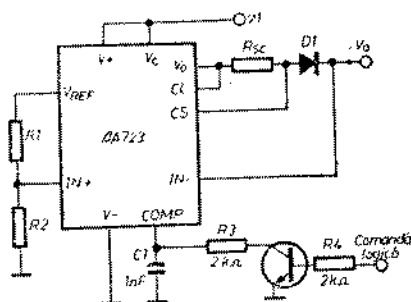 V1
V+
Vc
Vo
Rsc
D1
Vo
VREF
CL
CS
R1
βA723
IN+
IN-
R2
V-
COMP
C1
1nF
R3
2kΩ
R4
2kΩ
Comandă
logică